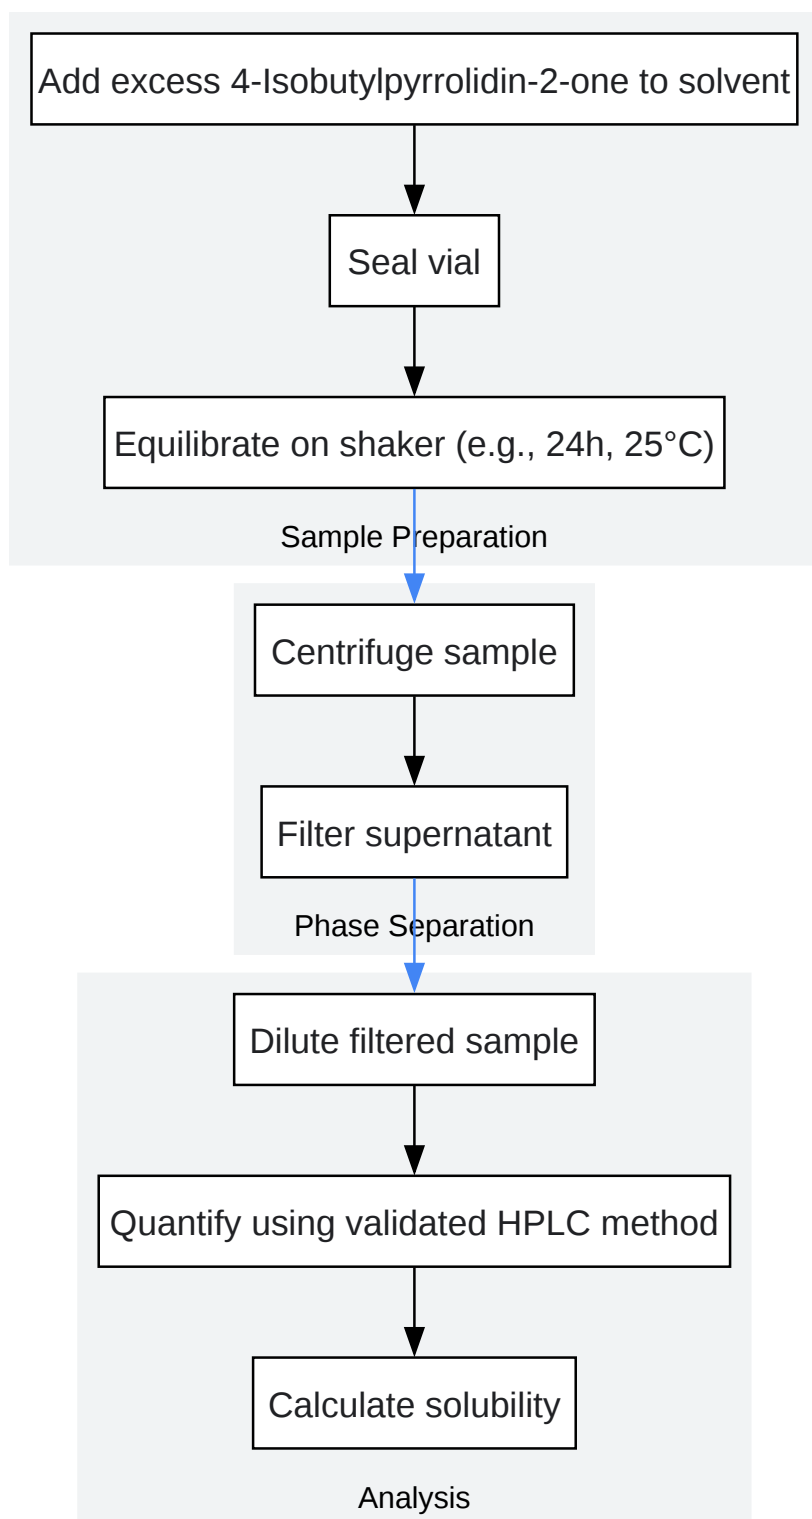 Add excess 4-Isobutylpyrrolidin-2-one to solvent
Seal vial
Equilibrate on shaker (e.g., 24h, 25°C)
Sample Preparation
Centrifuge sample
Filter supernatant
Phase Separation
Dilute filtered sample
Quantify using validated HPLC method
Calculate solubility
Analysis